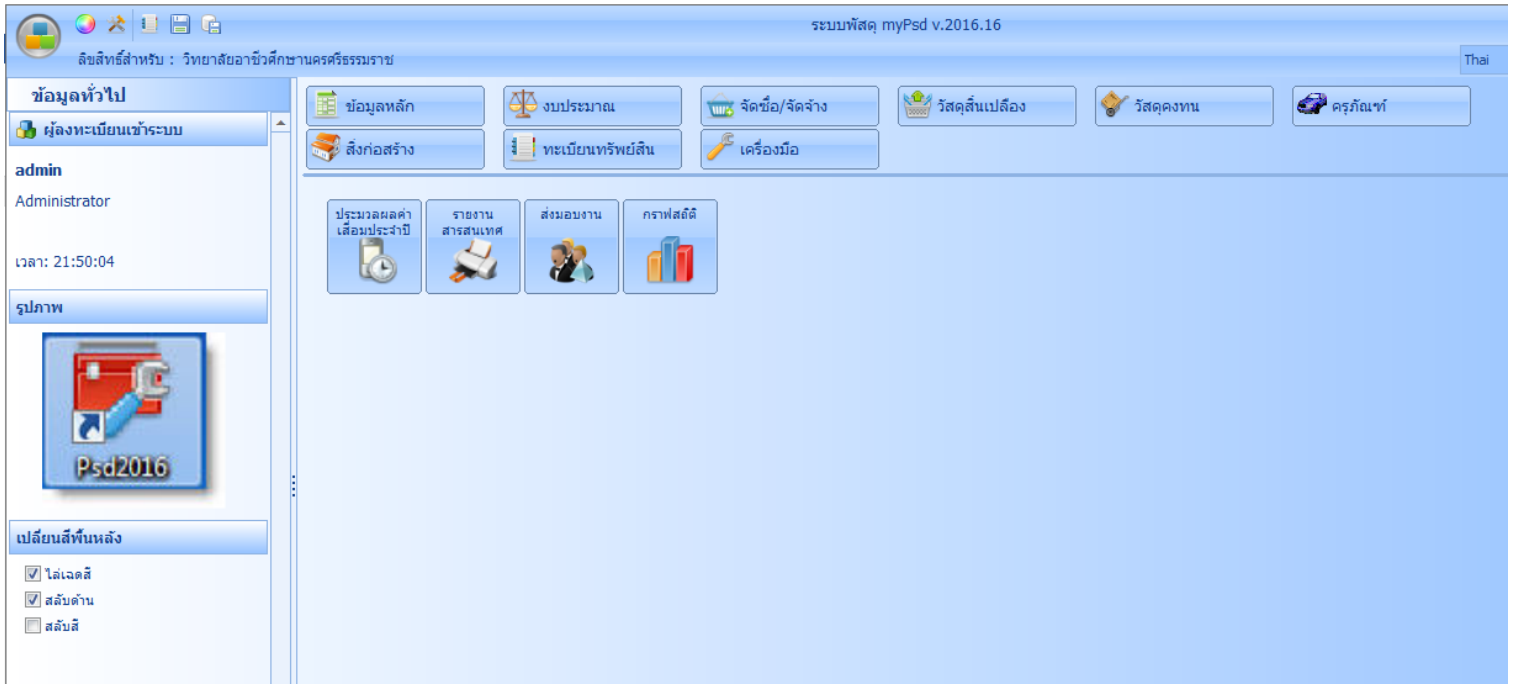 ระบบพัสดุ myPsd v.2016.16
ลิขสิทธิ์สำหรับ : วิทยาลัยอาชีวศึกษานครศรีธรรมราช
Thai
ข้อมูลทั่วไป
ผู้ลงทะเบียนเข้าระบบ
admin
Administrator
เวลา: 21:50:04
รูปภาพ
Psd2016
เปลี่ยนสีพื้นหลัง
ไล่เฉดสี
สลับด้าน
สลับสี
ข้อมูลหลัก
งบประมาณ
จัดซื้อ/จัดจ้าง
วัสดุสิ้นเปลือง
วัสดุคงทน
ครุภัณฑ์
สิ่งก่อสร้าง
ทะเบียนทรัพย์สิน
เครื่องมือ
ประมวลผลค่า
เสื่อมประจำปี
รายงาน
สารสนเทศ
ส่งมอบงาน
กราฟสถิติ